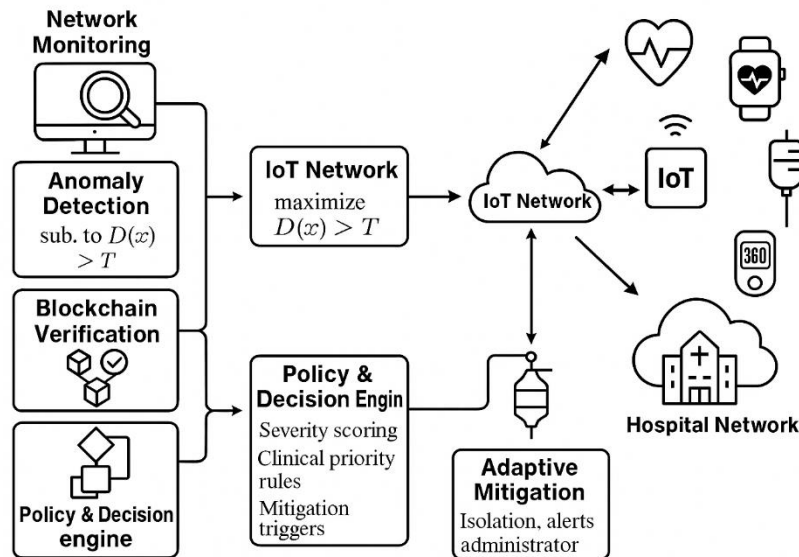 Network
Monitoring
Anomaly
Detection
sub. to D(x)
> T
Blockchain
Verification
Policy & Decision
engine
IoT Network
maximize
D(x) > T
Policy &
Decision Engin
Severity scoring
Clinical priority
rules
Mitigation
triggers
IoT Network
IoT
360
Hospital Network
Adaptive
Mitigation
Isolation, alerts
administrator